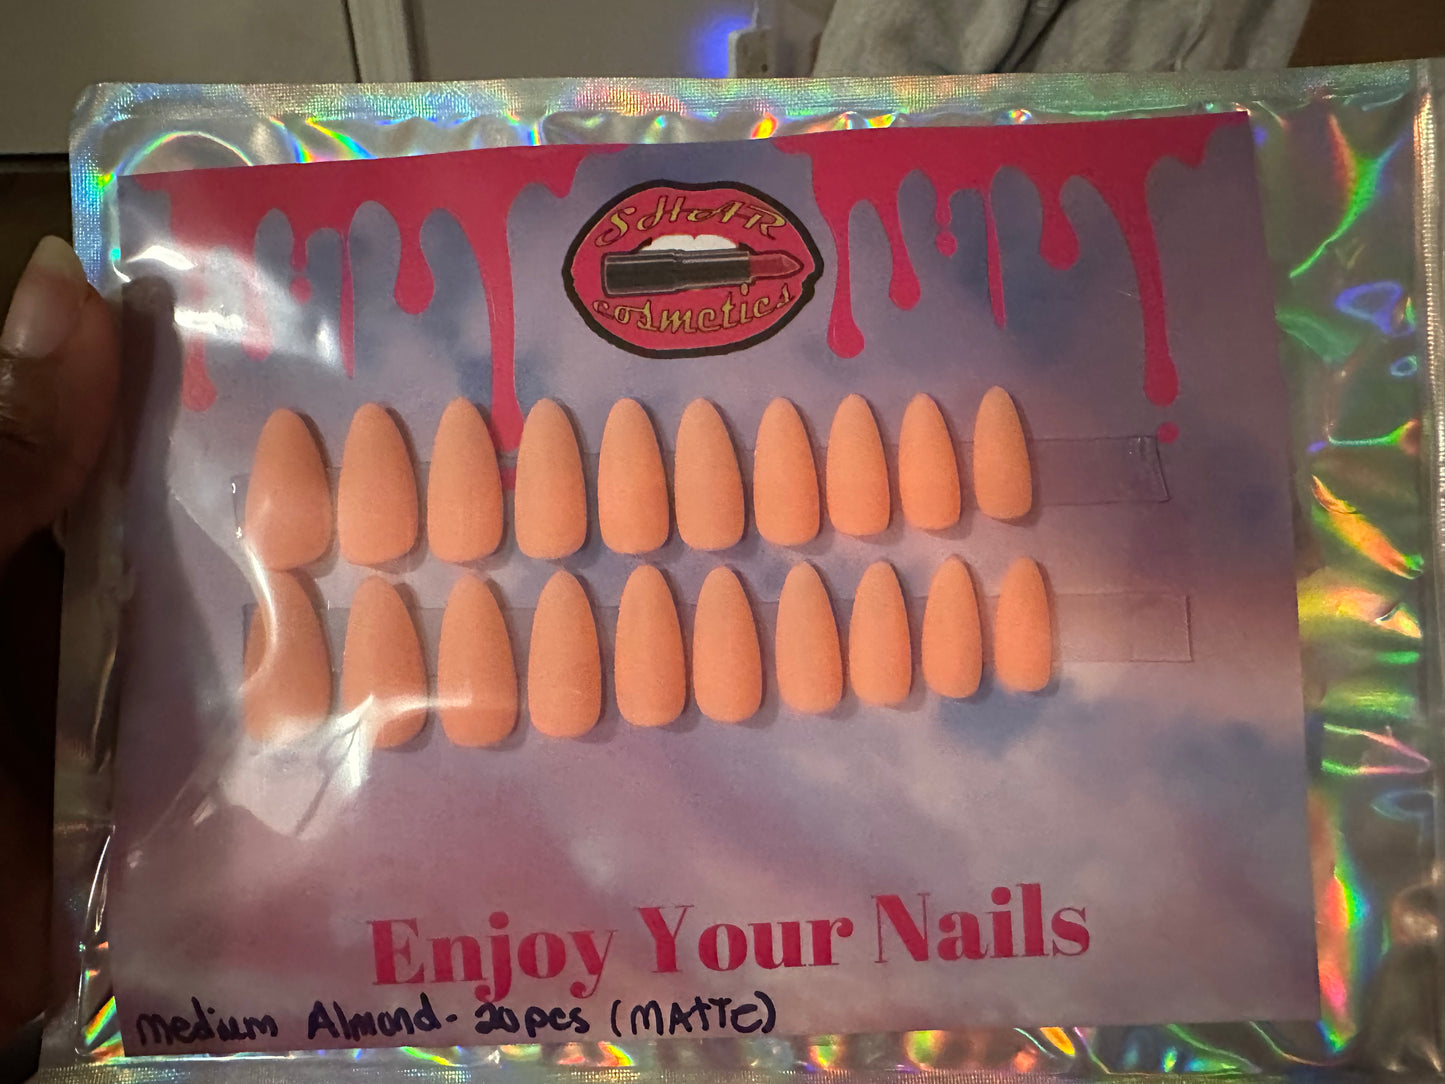 SHAR
cosmetics
Enjoy Your Nails
Medium Almond - 20pcs (MATTE)